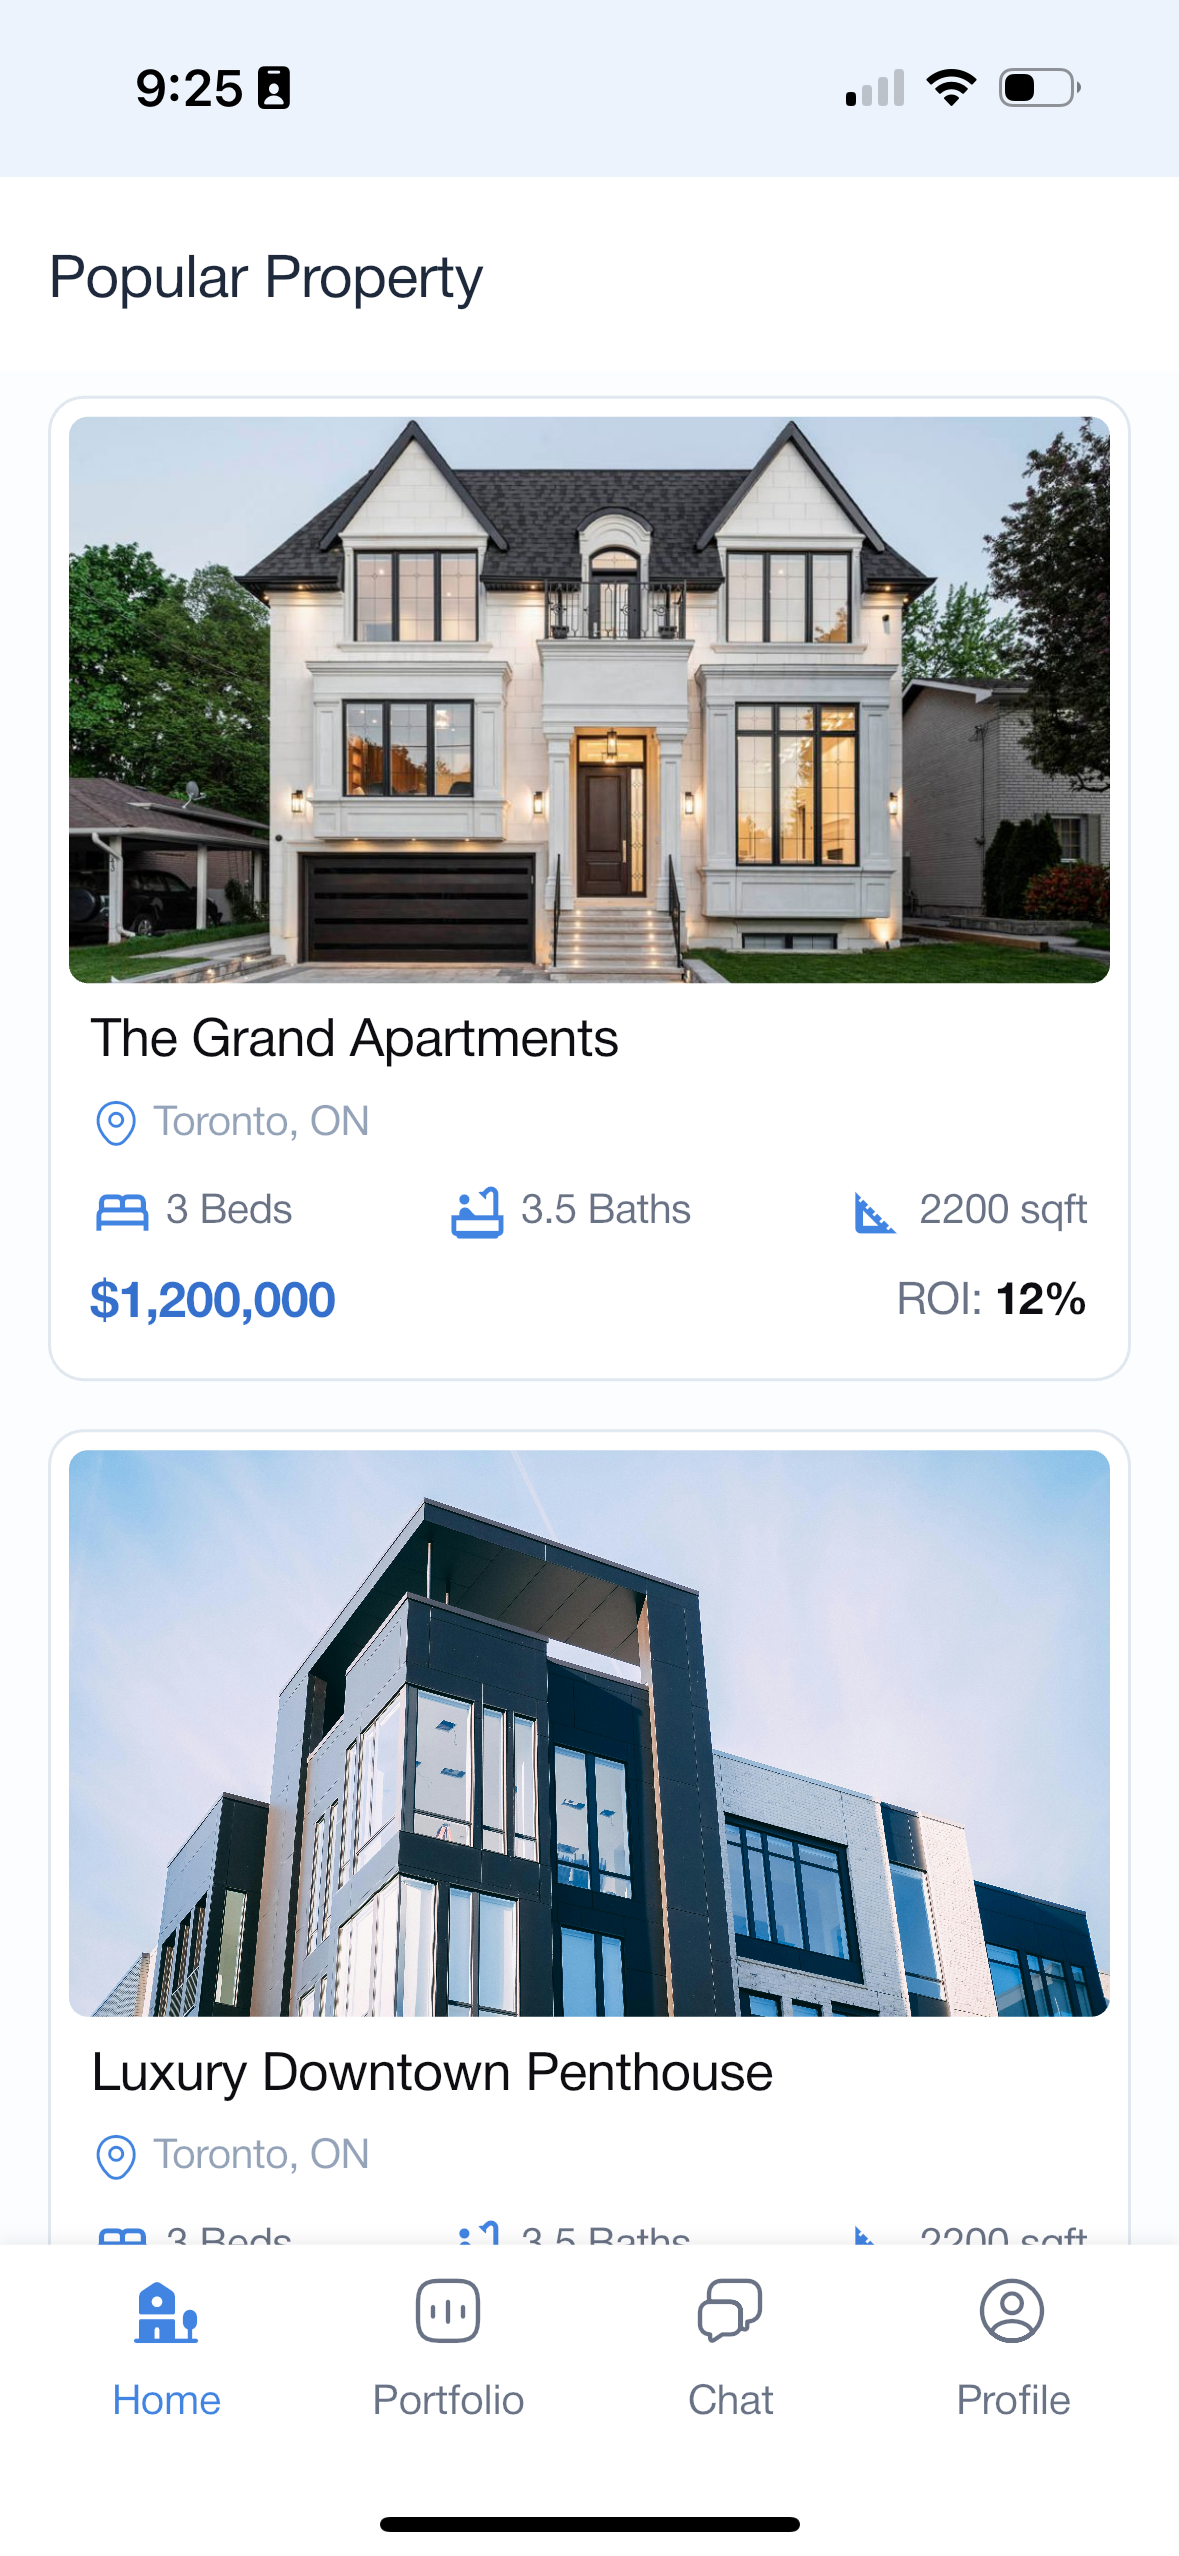 9:25
Popular Property
The Grand Apartments
Toronto, ON
3 Beds 3.5 Baths 2200 sqft
$1,200,000 ROI: 12%
Luxury Downtown Penthouse
Toronto, ON
3 Beds 3.5 Baths 2200 sqft
Home Portfolio Chat Profile